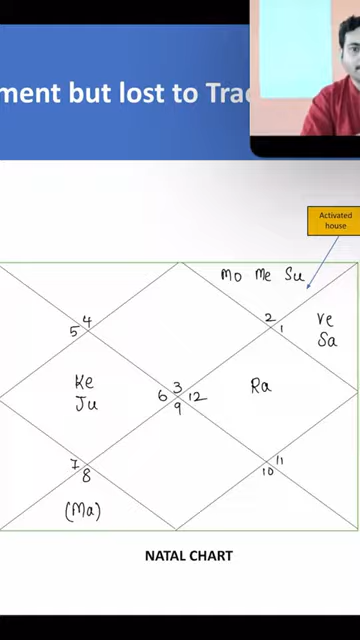 ment but lost to Trad
Activated
house
Mo Me Su
4
5
2
1
Ve
Sa
Ke
Ju
3
6 12
9
Ra
7
8
11
10
(Ma)
NATAL CHART